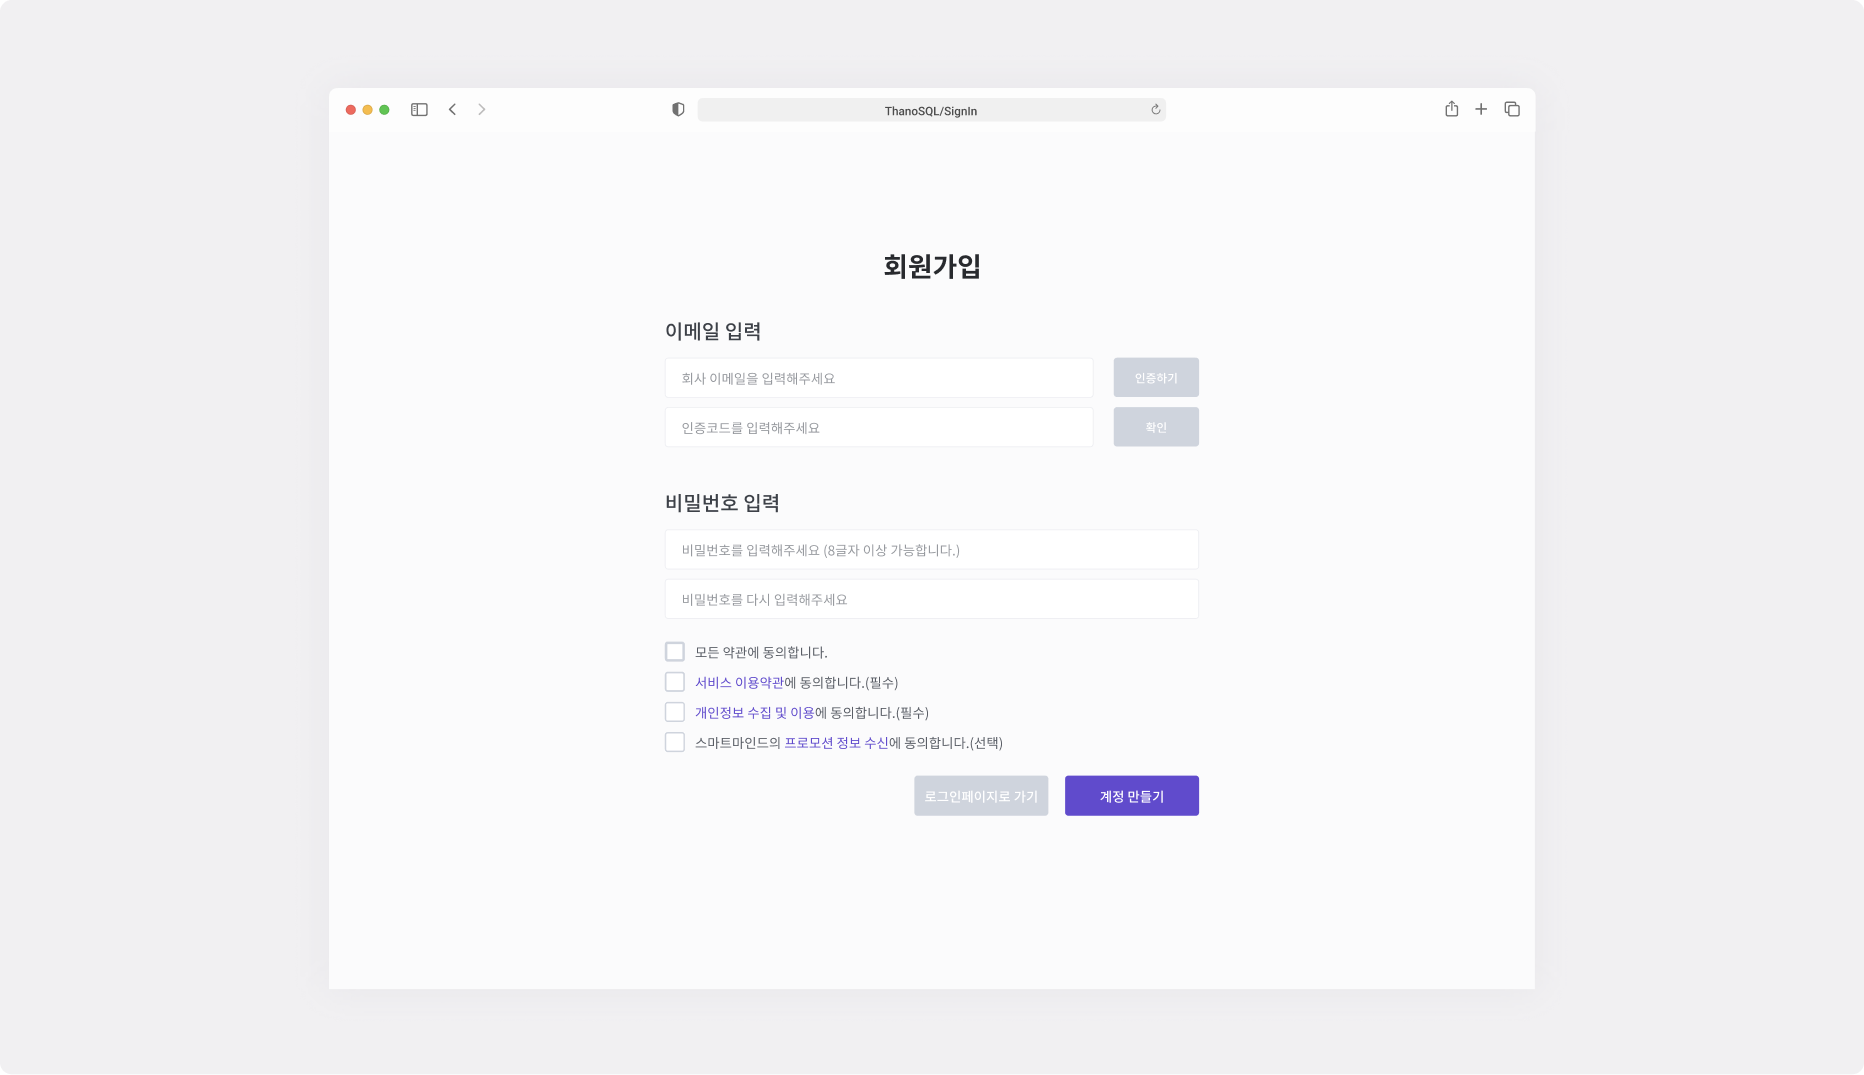 ThanoSQL/SignIn
회원가입
이메일 입력
회사 이메일을 입력해주세요
인증하기
인증코드를 입력해주세요
확인
비밀번호 입력
비밀번호를 입력해주세요 (8글자 이상 가능합니다.)
비밀번호를 다시 입력해주세요
모든 약관에 동의합니다.
서비스 이용약관에 동의합니다.(필수)
개인정보 수집 및 이용에 동의합니다.(필수)
스마트마인드의 프로모션 정보 수신에 동의합니다.(선택)
로그인페이지로 가기
계정 만들기